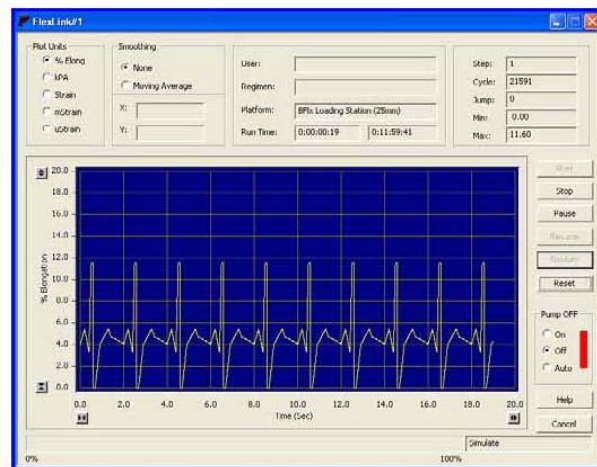 FlexLink#1
Plot Units
% Elong
kPA
Strain
mStrain
uStrain
Smoothing
None
Moving Average
X:
Y:
User:
Regimen:
Platform: BFlx Loading Station (25mm)
Run Time: 0:00:00:19 0:11:59:41
Step: 1
Cycle: 21591
Jump: 0
Min: 0.00
Max: 11.60
% Elongation
20.0
18.0
16.0
14.0
12.0
10.0
8.0
6.0
4.0
2.0
0.0
0.0 2.0 4.0 6.0 8.0 10.0 12.0 14.0 16.0 18.0 20.0
Time (Sec)
Stop
Pause
Resume
Reset
Pump OFF
On
Off
Auto
Help
Cancel
Simulate
0% 100%